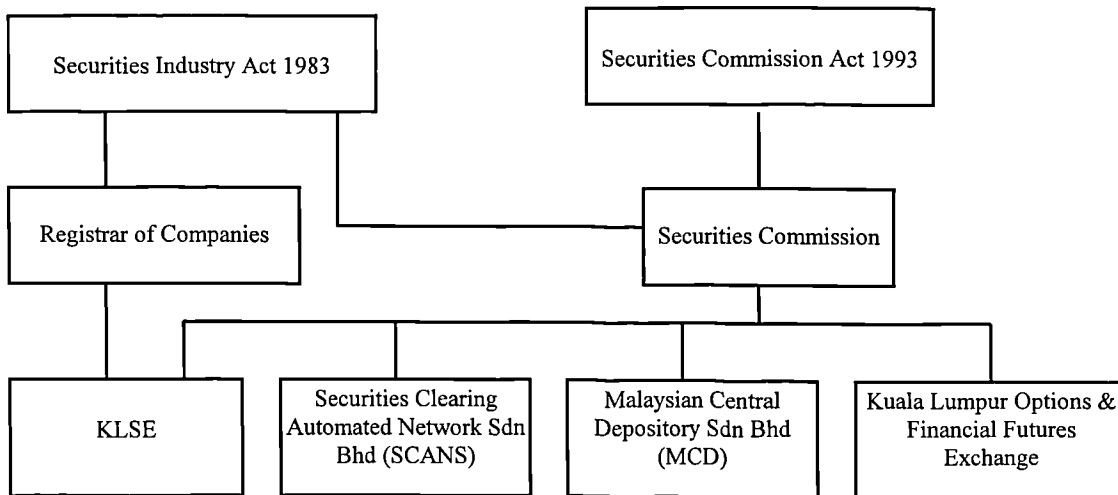 Securities Industry Act 1983
Securities Commission Act 1993
Registrar of Companies
Securities Commission
KLSE
Securities Clearing
Automated Network Sdn
Bhd (SCANS)
Malaysian Central
Depository Sdn Bhd
(MCD)
Kuala Lumpur Options &
Financial Futures
Exchange